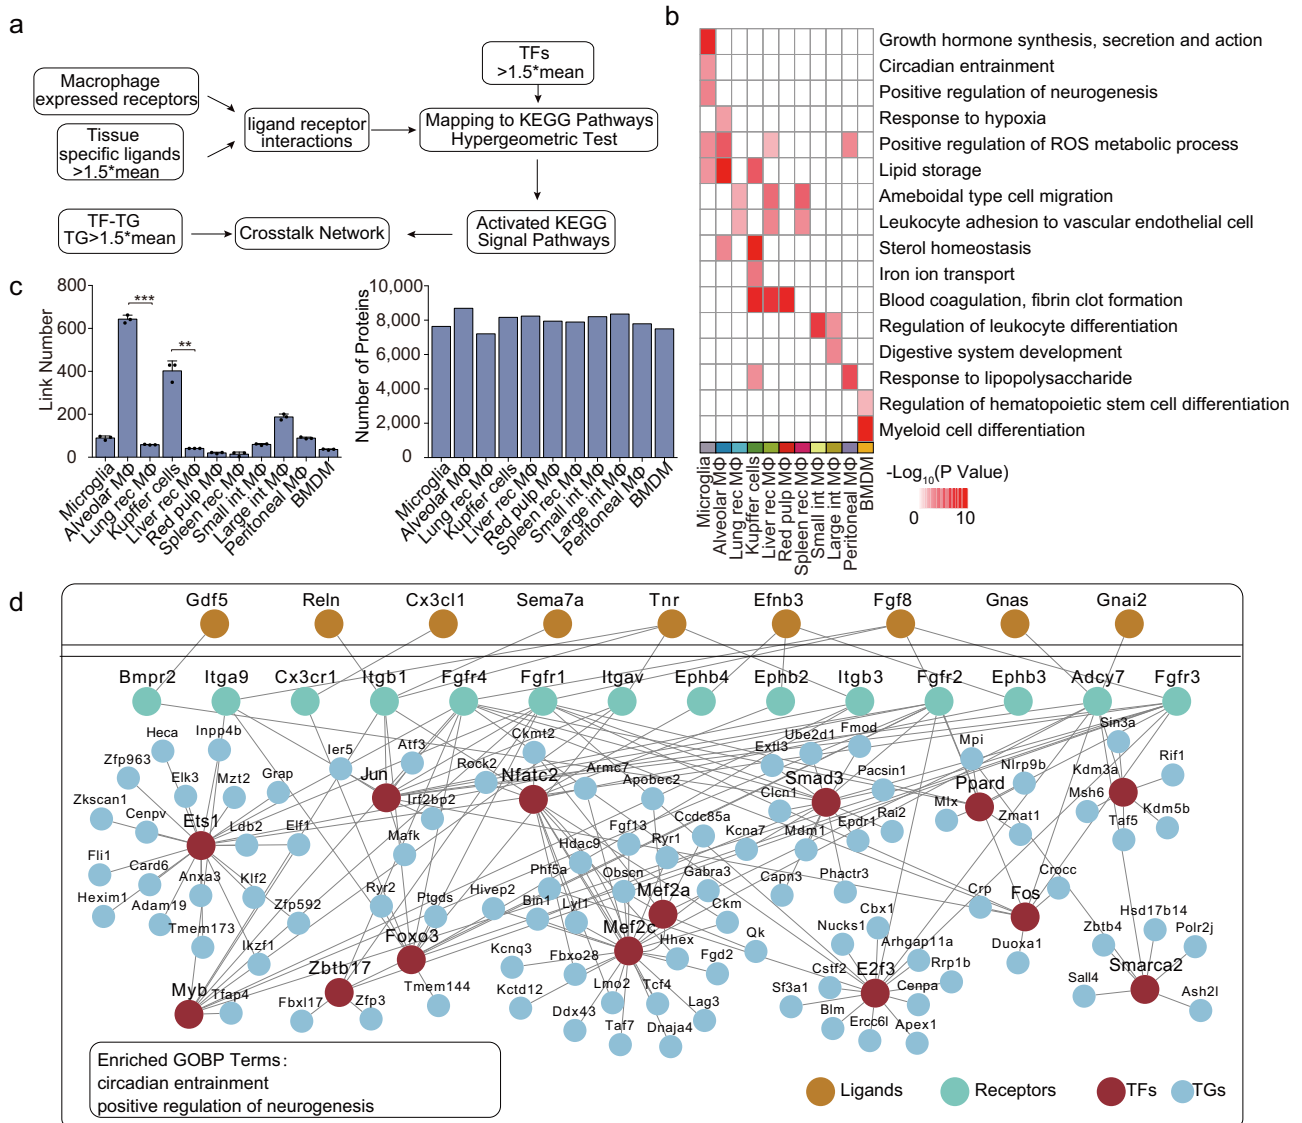 a
Macrophage
expressed receptors
Tissue
specific ligands
>1.5*mean
ligand receptor
interactions
TFs
>1.5*mean
Mapping to KEGG Pathways
Hypergeometric Test
TF-TG
TG>1.5*mean
Crosstalk Network
Activated KEGG
Signal Pathways
b
Growth hormone synthesis, secretion and action
Circadian entrainment
Positive regulation of neurogenesis
Response to hypoxia
Positive regulation of ROS metabolic process
Lipid storage
Ameboidal type cell migration
Leukocyte adhesion to vascular endothelial cell
Sterol homeostasis
Iron ion transport
Blood coagulation, fibrin clot formation
Regulation of leukocyte differentiation
Digestive system development
Response to lipopolysaccharide
Regulation of hematopoietic stem cell differentiation
Myeloid cell differentiation
Microglia
Alveolar MΦ
Lung rec MΦ
Kupffer cells
Liver rec MΦ
Red pulp MΦ
Spleen rec MΦ
Small int MΦ
Large int MΦ
Peritoneal MΦ
BMDM
-Log10(P Value)
0 10
c
Link Number
800
600
400
200
0
***
**
Microglia
Alveolar MΦ
Lung rec MΦ
Kupffer cells
Liver rec MΦ
Red pulp MΦ
Spleen rec MΦ
Small int MΦ
Large int MΦ
Peritoneal MΦ
BMDM
Number of Proteins
10,000
8,000
6,000
4,000
2,000
0
Microglia
Alveolar MΦ
Lung rec MΦ
Kupffer cells
Liver rec MΦ
Red pulp MΦ
Spleen rec MΦ
Small int MΦ
Large int MΦ
Peritoneal MΦ
BMDM
d
Gdf5 Reln Cx3cl1 Sema7a Tnr Efnb3 Fgf8 Gnas Gnai2
Bmpr2 Itga9 Cx3cr1 Itgb1 Fgfr4 Fgfr1 Itgav Ephb4 Ephb2 Itgb3 Fgfr2 Ephb3 Adcy7 Fgfr3
Heca Inpp4b Ier5 Atf3 Ckmt2 Extl3 Ube2d1 Fmod Mpi Sin3a
Zfp963 Elk3 Mzt2 Grap Jun Rock2 Nfatc2 Armc7 Apobec2 Smad3 Pacsin1 Ppard Nlrp9b Kdm3a Rif1
Zkscan1 Cenpv Ets1 Ldb2 Elf1 Irf2bp2 Mafk Fgf13 Ccdc85a Ryr1 Kcna7 Clcn1 Mdm1 Epdr1 Rai2 Mlx Zmat1 Msh6 Taf5 Kdm5b
Fli1 Card6 Anxa3 Klf2 Ryr2 Ptgds Hdac9 Phf5a Obscn Gabra3 Capn3 Phactr3 Crp Fos Crocc
Hexim1 Adam19 Tmem173 Zfp592 Ikzf1 Foxo3 Hivep2 Bin1 Lyl1 Mef2a Mef2c Ckm Qk Nucks1 Cbx1 Arhgap11a Duoxa1 Zbtb4 Hsd17b14 Polr2j
Myb Tfap4 Zbtb17 Fbxl17 Zfp3 Tmem144 Kcnq3 Kctd12 Fbxo28 Hhex Fgd2 Cstf2 E2f3 Rrp1b Sf3a1 Cenpa Sall4 Smarca2 Ash2l
Ddx43 Lmo2 Tcf4 Lag3 Taf7 Dnaja4 Blm Ercc6l Apex1
Enriched GOBP Terms:
circadian entrainment
positive regulation of neurogenesis
Ligands Receptors TFs TGs